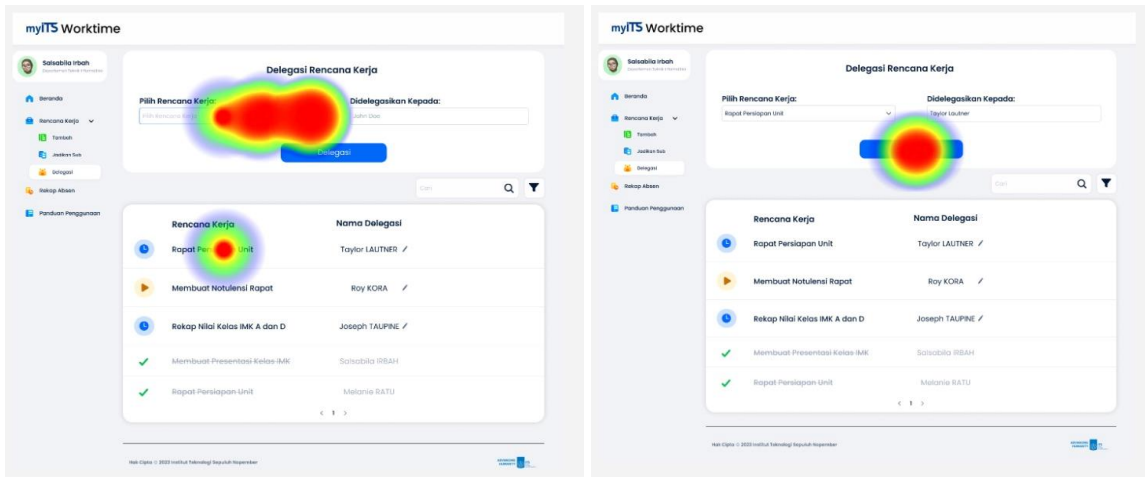 myITS Worktime
Salsabila Irbah
Beranda
Rencana Kerja
Tambah
Jadikan Sub
Delegasi
Rekap Absen
Panduan Penggunaan
Delegasi Rencana Kerja
Pilih Rencana Kerja:
Didelegasikan Kepada:
Pilih Rencana Kerja
John Doe
Delegasi
Cari
Rencana Kerja
Nama Delegasi
Rapat Per Unit
Taylor LAUTNER
Membuat Notulensi Rapat
Roy KORA
Rekap Nilai Kelas IMK A dan D
Joseph TAUPINE
Membuat Presentasi Kelas IMK
Salsabila IRBAH
Rapat Persiapan Unit
Melanie RATU
< 1 >
Hak Cipta © 2023 Institut Teknologi Sepuluh Nopember
myITS Worktime
Salsabila Irbah
Beranda
Rencana Kerja
Tambah
Jadikan Sub
Delegasi
Rekap Absen
Panduan Penggunaan
Delegasi Rencana Kerja
Pilih Rencana Kerja:
Didelegasikan Kepada:
Rapat Persiapan Unit
Taylor Lautner
Cari
Rencana Kerja
Nama Delegasi
Rapat Persiapan Unit
Taylor LAUTNER
Membuat Notulensi Rapat
Roy KORA
Rekap Nilai Kelas IMK A dan D
Joseph TAUPINE
Membuat Presentasi Kelas IMK
Salsabila IRBAH
Rapat Persiapan Unit
Melanie RATU
< 1 >
Hak Cipta © 2023 Institut Teknologi Sepuluh Nopember